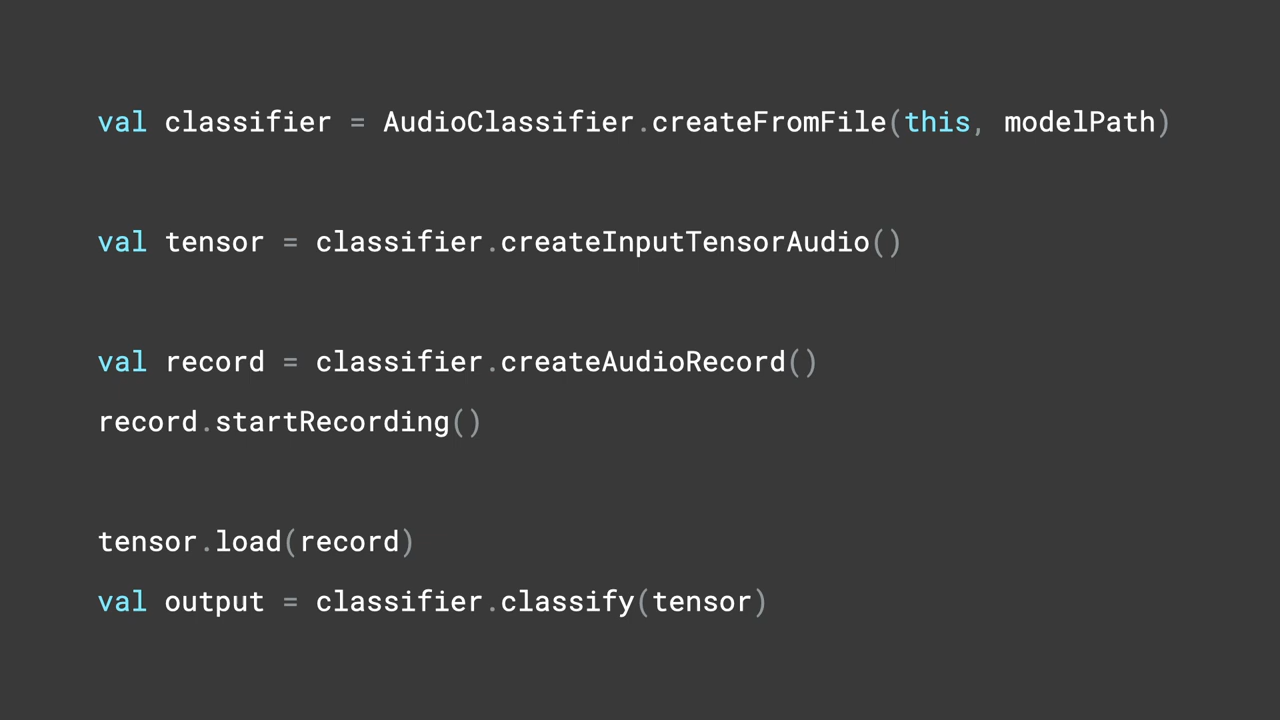 val classifier = AudioClassifier.createFromFile(this, modelPath)
val tensor = classifier.createInputTensorAudio()
val record = classifier.createAudioRecord()
record.startRecording()
tensor.load(record)
val output = classifier.classify(tensor)